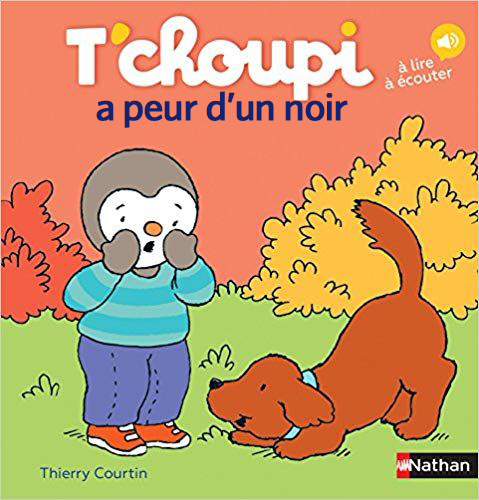 T'choupi
à lire
à écouter
a peur d'un noir
Thierry Courtin
Nathan